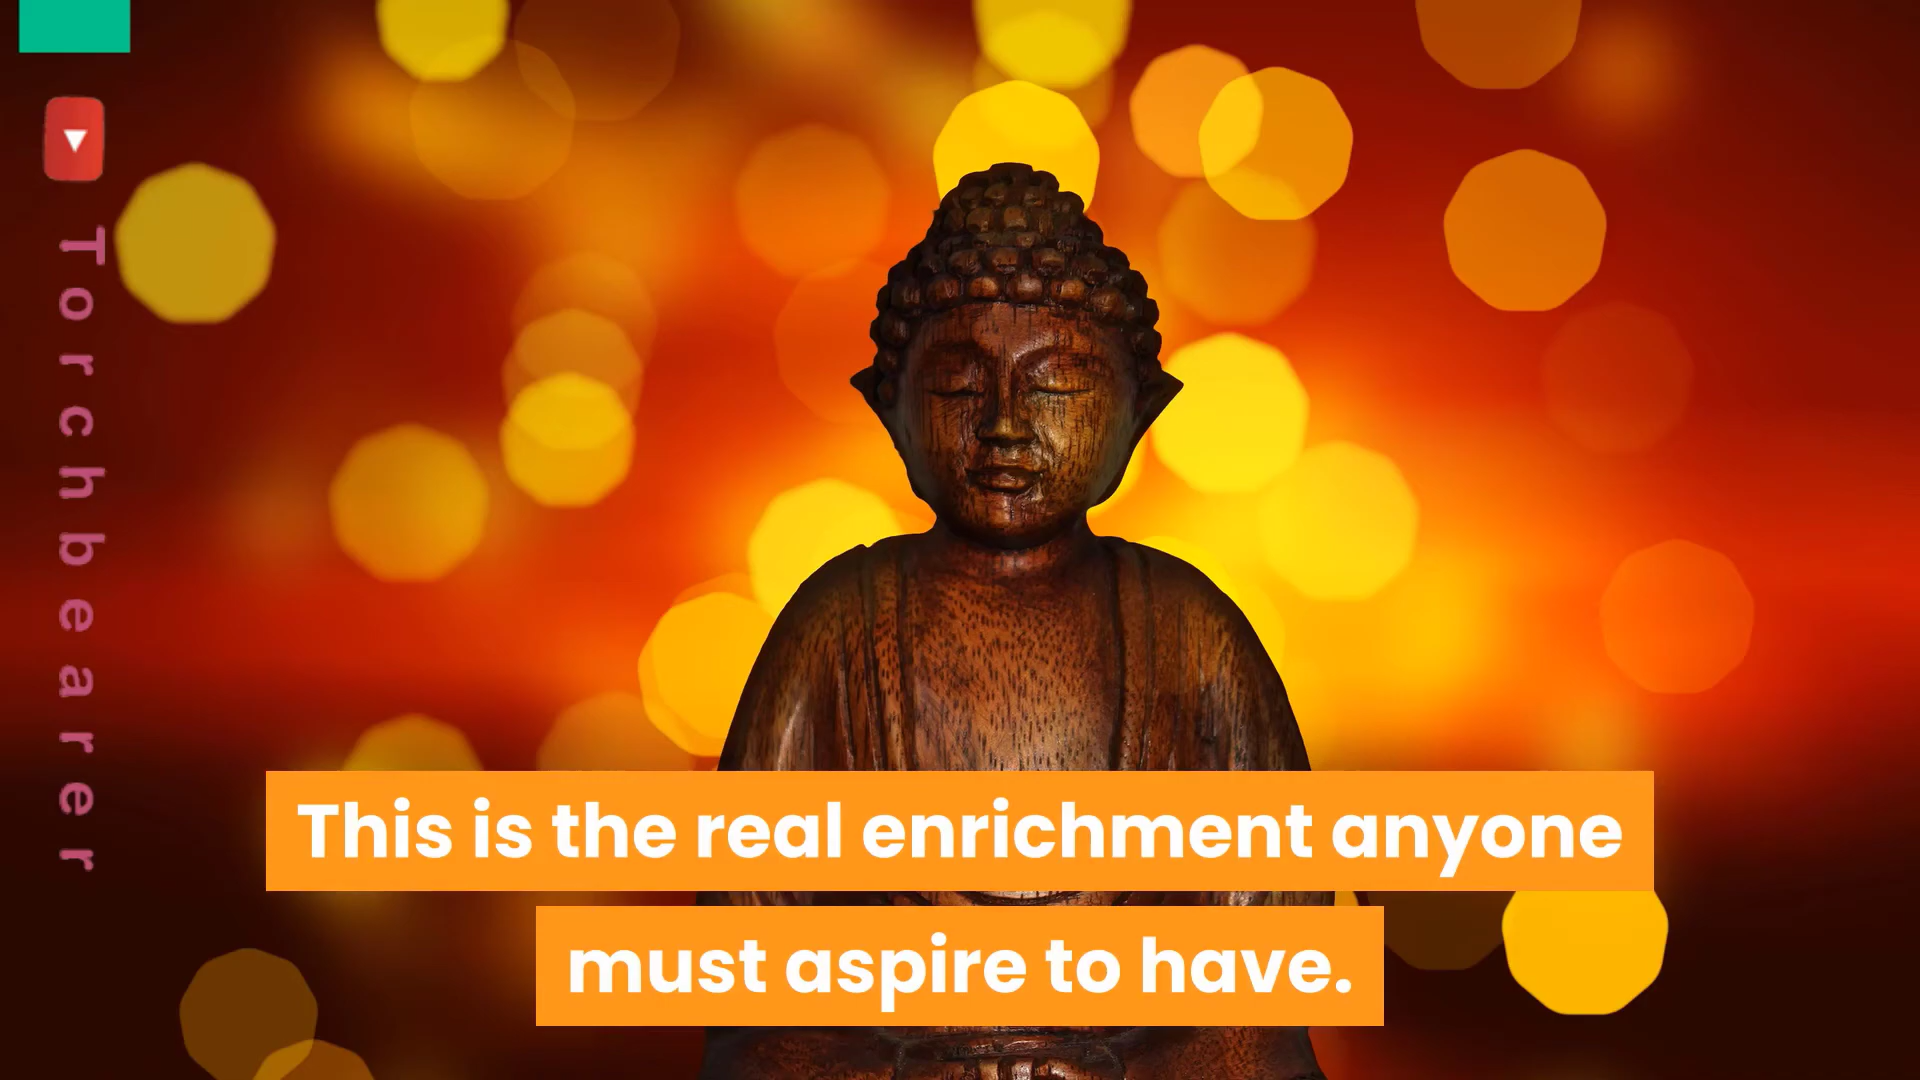 Torchbearer
This is the real enrichment anyone
must aspire to have.